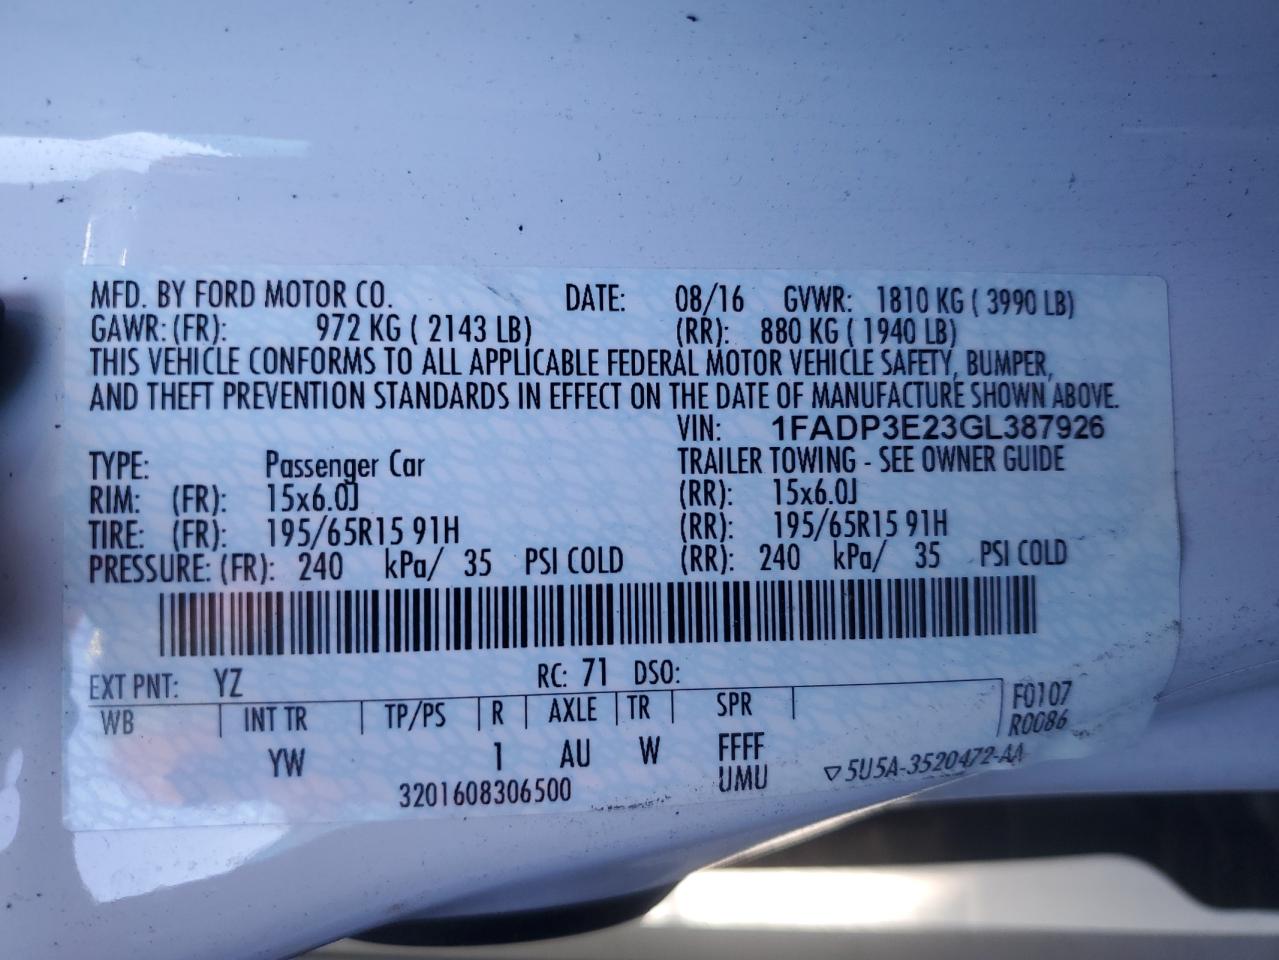 MFD. BY FORD MOTOR CO. DATE: 08/16 GVWR: 1810 KG ( 3990 LB)
GAWR: (FR): 972 KG ( 2143 LB) (RR): 880 KG ( 1940 LB)
THIS VEHICLE CONFORMS TO ALL APPLICABLE FEDERAL MOTOR VEHICLE SAFETY, BUMPER,
AND THEFT PREVENTION STANDARDS IN EFFECT ON THE DATE OF MANUFACTURE SHOWN ABOVE.
VIN: 1FADP3E23GL387926
TYPE: Passenger Car TRAILER TOWING - SEE OWNER GUIDE
RIM: (FR): 15x6.0J (RR): 15x6.0J
TIRE: (FR): 195/65R15 91H (RR): 195/65R15 91H
PRESSURE: (FR): 240 kPa/ 35 PSI COLD (RR): 240 kPa/ 35 PSI COLD
EXT PNT: YZ RC: 71 DSO:
WB INT TR TP/PS R AXLE TR SPR F0107
R0086
YW 1 AU W FFFF
3201608306500 UMU ▽5U5A-3520472-AA